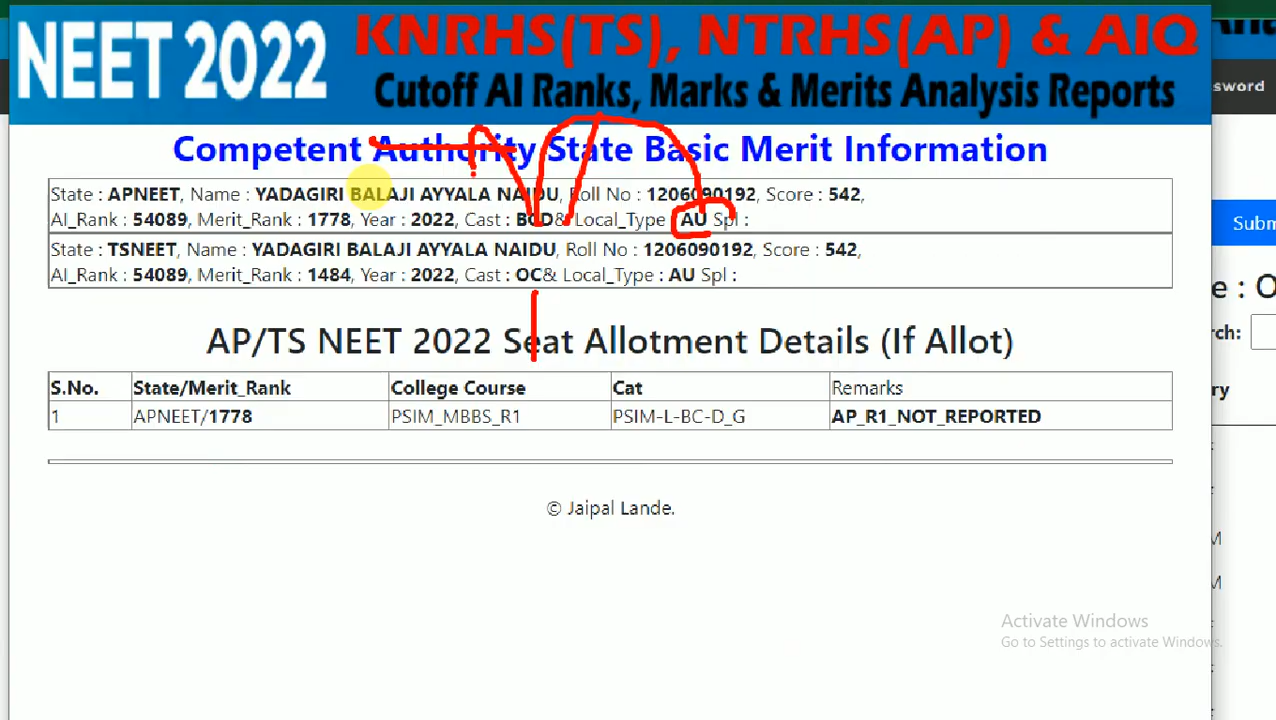 NEET 2022
KNRHS(TS), NTRHS(AP) & AIQ
Cutoff AI Ranks, Marks & Merits Analysis Reports
sword
Competent Authority State Basic Merit Information
State : APNEET, Name : YADAGIRI BALAJI AYYALA NAIDU, Roll No : 1206090192, Score : 542,
AI_Rank : 54089, Merit_Rank : 1778, Year : 2022, Cast : BCD& Local_Type : AU Spl :
State : TSNEET, Name : YADAGIRI BALAJI AYYALA NAIDU, Roll No : 1206090192, Score : 542,
AI_Rank : 54089, Merit_Rank : 1484, Year : 2022, Cast : OC& Local_Type : AU Spl :
Subm
e : O
rch:
ry
AP/TS NEET 2022 Seat Allotment Details (If Allot)
S.No. State/Merit_Rank College Course Cat Remarks
1 APNEET/1778 PSIM_MBBS_R1 PSIM-L-BC-D_G AP_R1_NOT_REPORTED
© Jaipal Lande.
M
M
Activate Windows
Go to Settings to activate Windows.